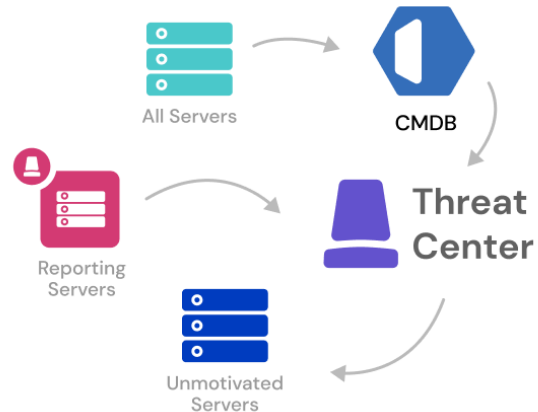 All Servers
CMDB
Threat
Center
Reporting
Servers
Unmotivated
Servers